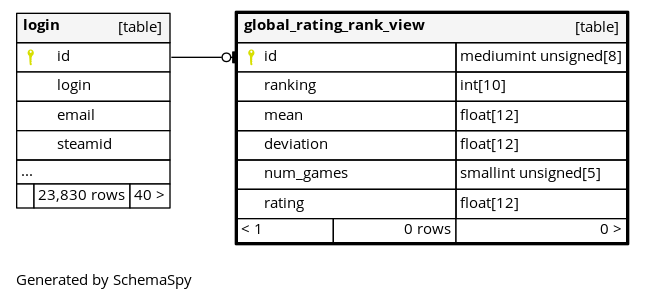 login [table]
id
login
email
steamid
...
23,830 rows 40 >
global_rating_rank_view [table]
id mediumint unsigned[8]
ranking int[10]
mean float[12]
deviation float[12]
num_games smallint unsigned[5]
rating float[12]
< 1 0 rows 0 >
Generated by SchemaSpy